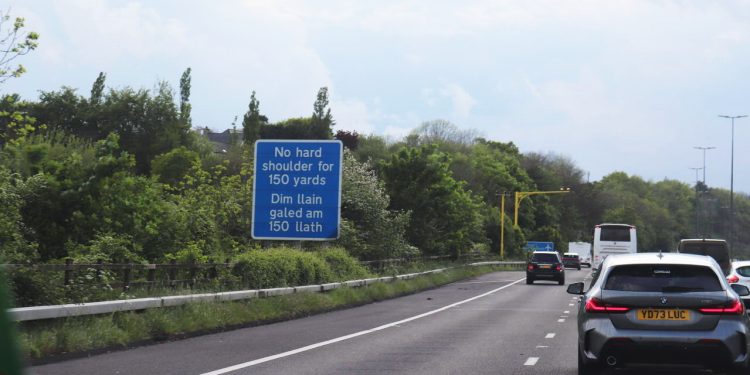 No hard
shoulder for
150 yards
Dim llain
galed am
150 llath
YD73 LUC